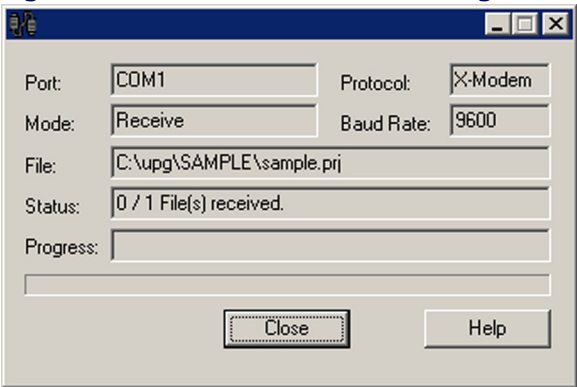 Port: COM1 Protocol: X-Modem
Mode: Receive Baud Rate: 9600
File: C:\upg\SAMPLE\sample.prj
Status: 0 / 1 File(s) received.
Progress:
Close Help